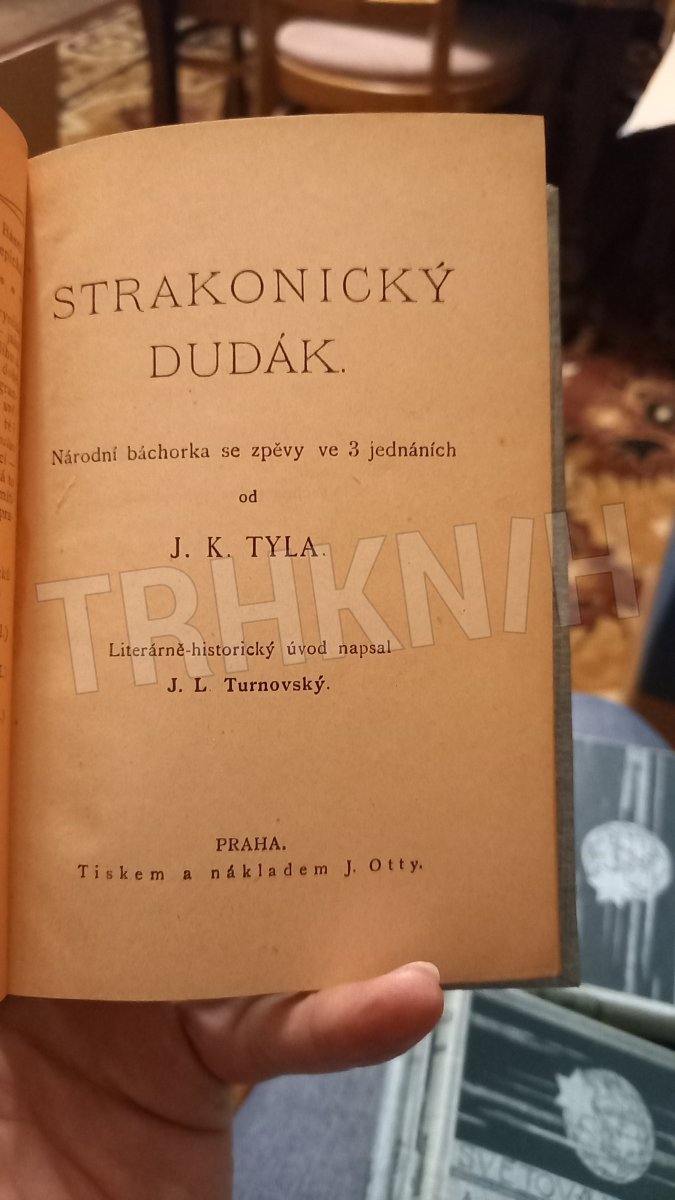 STRAKONICKÝ
DUDÁK.
Národní báchorka se zpěvy ve 3 jednáních
od
J. K. TYLA.
TRHKNIH
Literárně-historický úvod napsal
J. L. Turnovský.
PRAHA.
Tiskem a nákladem J. Otty.